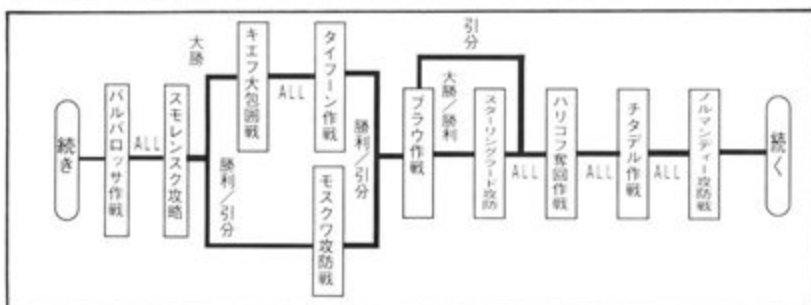 続き
バルバロッサ作戦
ALL
スモレンスク攻略
大勝
キエフ大包囲戦
ALL
タイフーン作戦
勝利/引分
モスクワ攻防戦
勝利/引分
ブラウ作戦
引分
大勝/勝利
スターリングラード攻防
ALL
ハリコフ奪回作戦
ALL
チタデル作戦
ALL
ノルマンディー攻防戦
続く